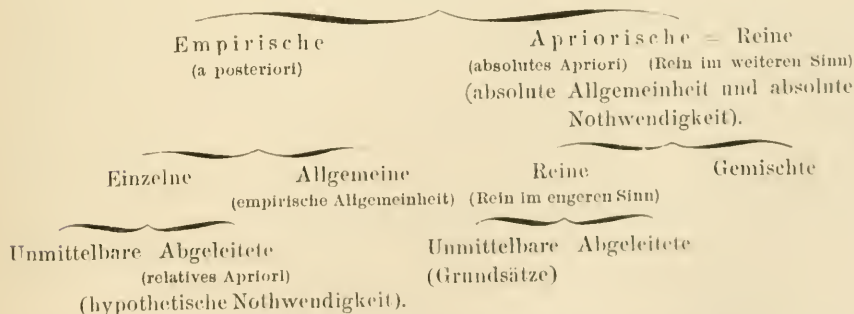 Empirische Apriorische = Reine
(a posteriori) (absolutes Apriori) (Rein im weiteren Sinn)
(absolute Allgemeinheit und absolute
Nothwendigkeit).
Einzelne Allgemeine Reine Gemischte
(empirische Allgemeinheit) (Rein im engeren Sinn)
Unmittelbare Abgeleitete Unmittelbare Abgeleitete
(relatives Apriori) (Grundsätze)
(hypothetische Nothwendigkeit).